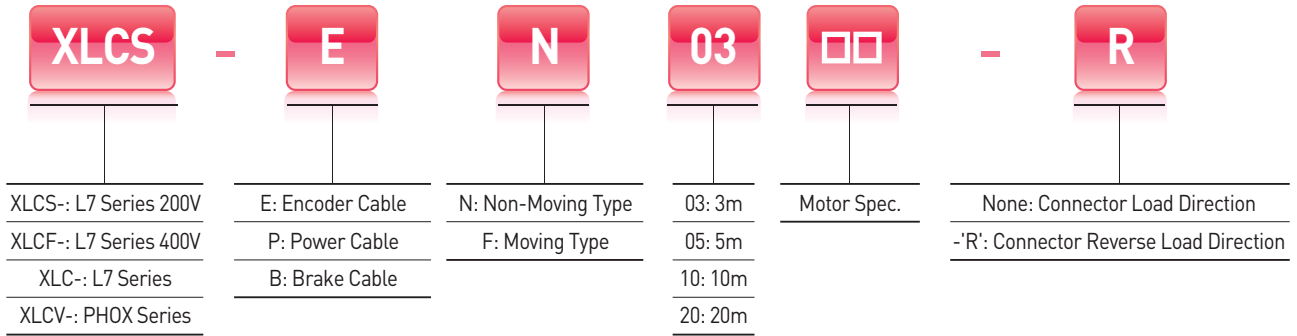 XLCS - E N 03 □□ - R
XLCS-: L7 Series 200V
XLCF-: L7 Series 400V
XLC-: L7 Series
XLCV-: PHOX Series
E: Encoder Cable
P: Power Cable
B: Brake Cable
N: Non-Moving Type
F: Moving Type
03: 3m
05: 5m
10: 10m
20: 20m
Motor Spec.
None: Connector Load Direction
-'R': Connector Reverse Load Direction